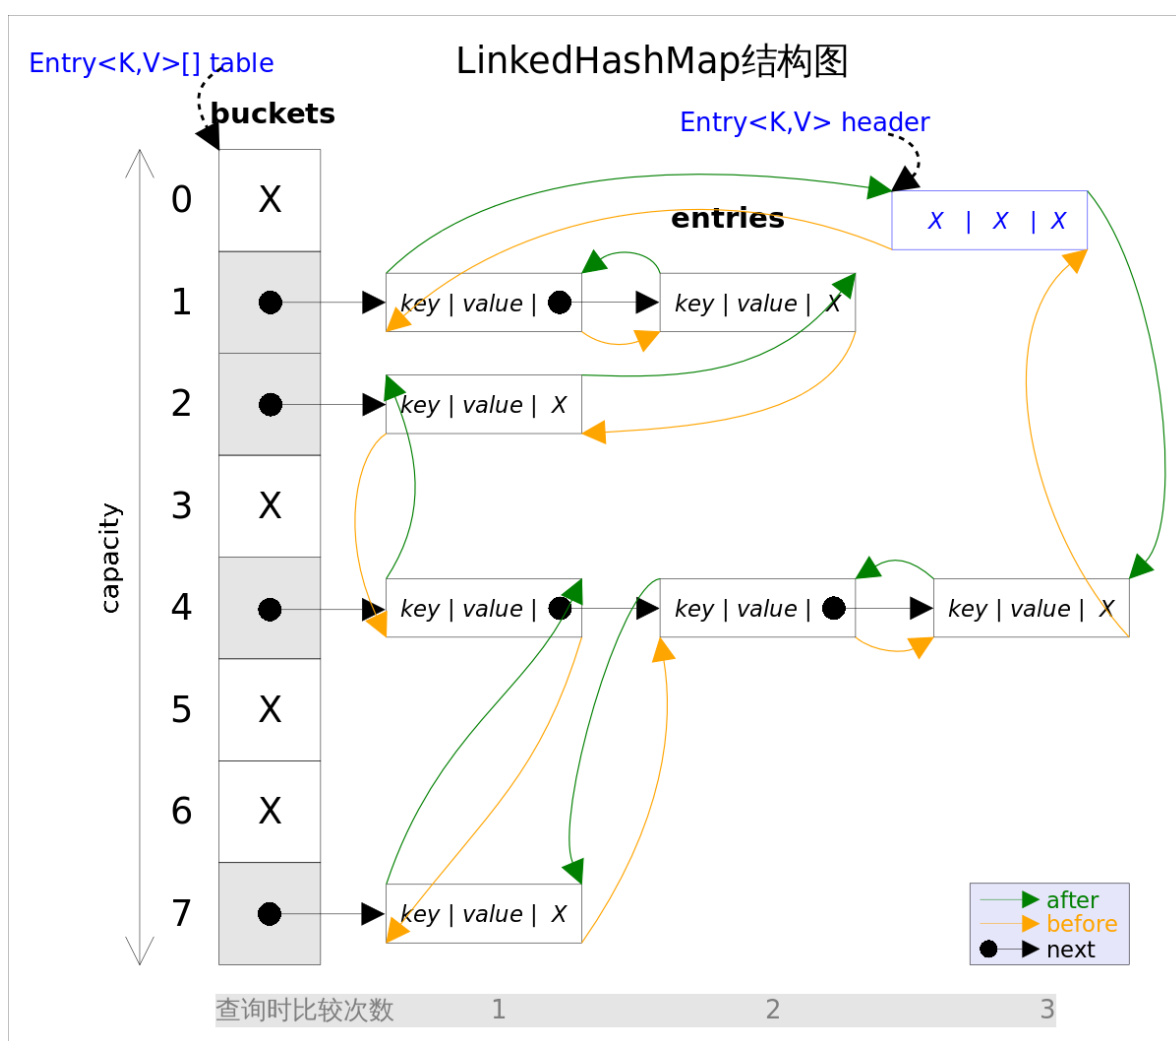 LinkedHashMap结构图
Entry<K,V>[] table
buckets
Entry<K,V> header
entries
0 X
X | X | X
1 key | value | key | value | X
2 key | value | X
3 X
capacity
4 key | value | key | value | key | value | X
5 X
6 X
7 key | value | X
after
before
next
查询时比较次数 1 2 3